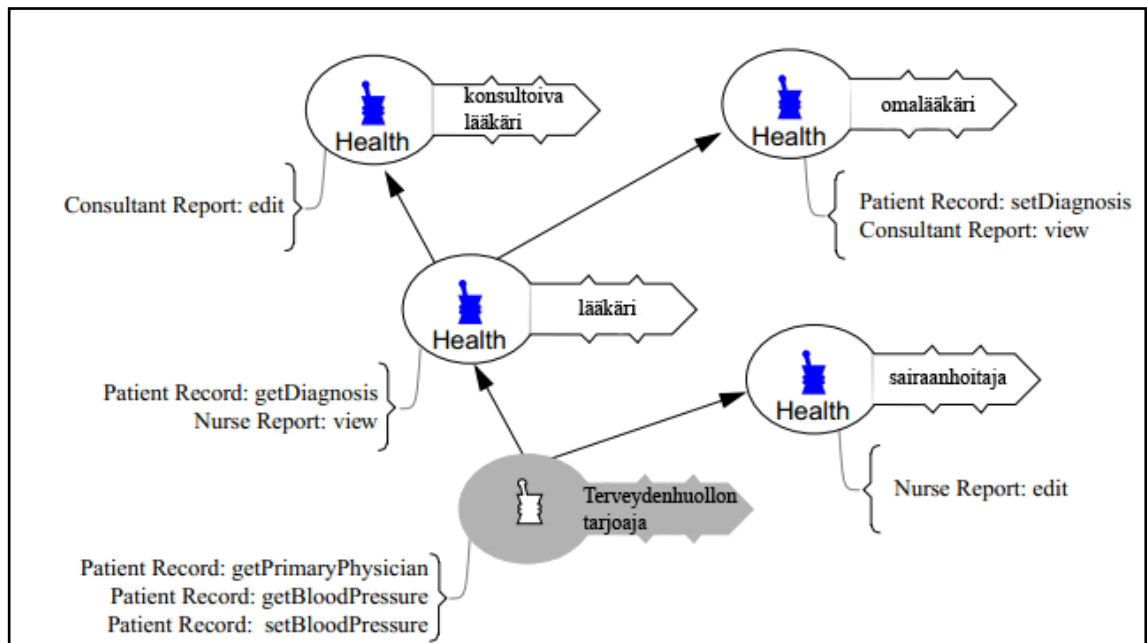 konsultoiva
lääkäri
Health
omalääkäri
Health
Consultant Report: edit
Patient Record: setDiagnosis
Consultant Report: view
lääkäri
Health
sairaanhoitaja
Health
Patient Record: getDiagnosis
Nurse Report: view
Terveydenhuollon
tarjoaja
Nurse Report: edit
Patient Record: getPrimaryPhysician
Patient Record: getBloodPressure
Patient Record: setBloodPressure